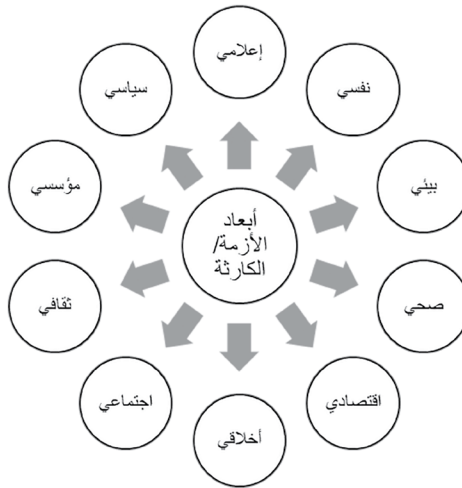 إعلامي
نفسي
بيئي
صحي
اقتصادي
أخلاقي
اجتماعي
ثقافي
مؤسسي
سياسي
أبعاد
الأزمة/
الكارثة